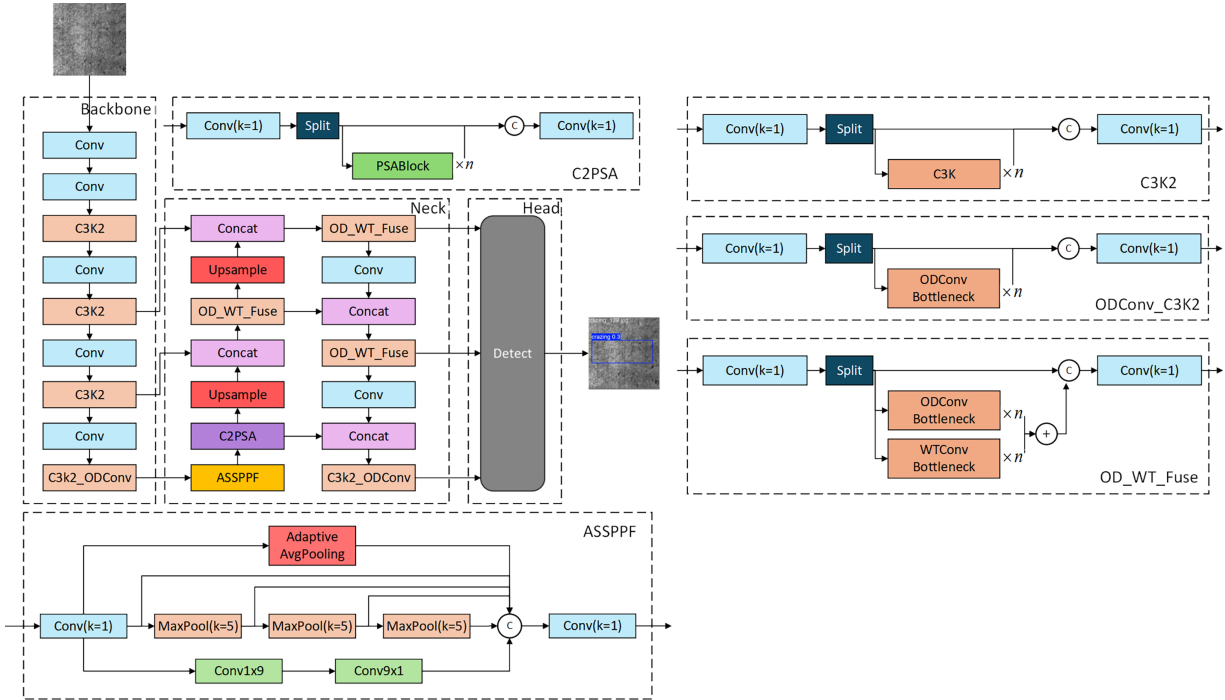 Backbone
Conv
Conv
C3K2
Conv
C3K2
Conv
C3K2
Conv
C3k2_ODConv
Conv(k=1)
Split
C
Conv(k=1)
PSABlock
×n
C2PSA
Neck
Concat
Upsample
OD_WT_Fuse
Concat
Upsample
C2PSA
ASSPPF
OD_WT_Fuse
Conv
Concat
OD_WT_Fuse
Conv
Concat
C3k2_ODConv
Head
Detect
crazing 0.3
Conv(k=1)
Split
C
Conv(k=1)
C3K
×n
C3K2
Conv(k=1)
Split
C
Conv(k=1)
ODConv
Bottleneck
×n
ODConv_C3K2
Conv(k=1)
Split
C
Conv(k=1)
ODConv
Bottleneck
×n
+
WTConv
Bottleneck
×n
OD_WT_Fuse
ASSPPF
Adaptive
AvgPooling
Conv(k=1)
MaxPool(k=5)
MaxPool(k=5)
MaxPool(k=5)
C
Conv(k=1)
Conv1x9
Conv9x1